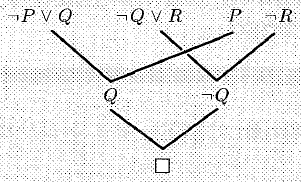 ¬P ∨ Q ¬Q ∨ R P ¬R
Q ¬Q
□